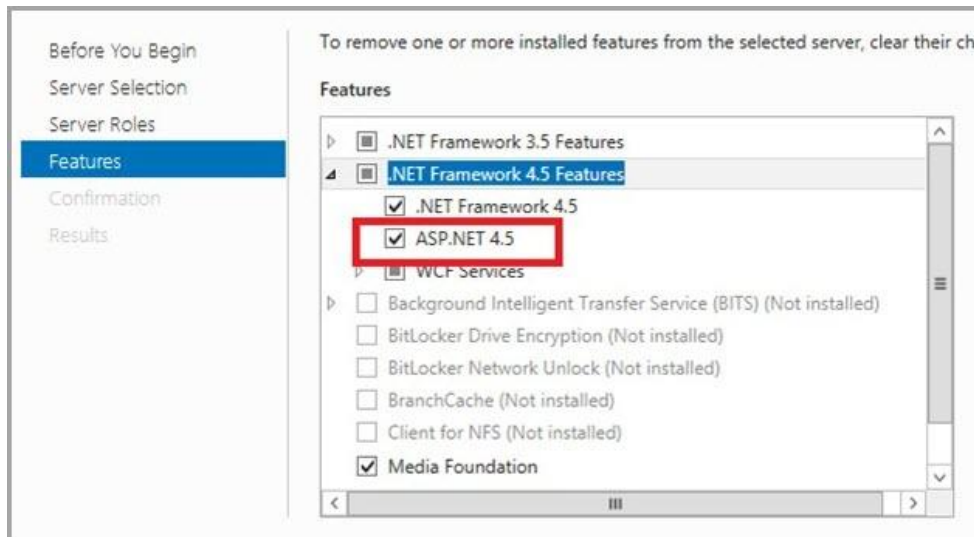 Before You Begin
Server Selection
Server Roles
Features
Confirmation
Results
To remove one or more installed features from the selected server, clear their ch
Features
.NET Framework 3.5 Features
.NET Framework 4.5 Features
.NET Framework 4.5
ASP.NET 4.5
WCF Services
Background Intelligent Transfer Service (BITS) (Not installed)
BitLocker Drive Encryption (Not installed)
BitLocker Network Unlock (Not installed)
BranchCache (Not installed)
Client for NFS (Not installed)
Media Foundation